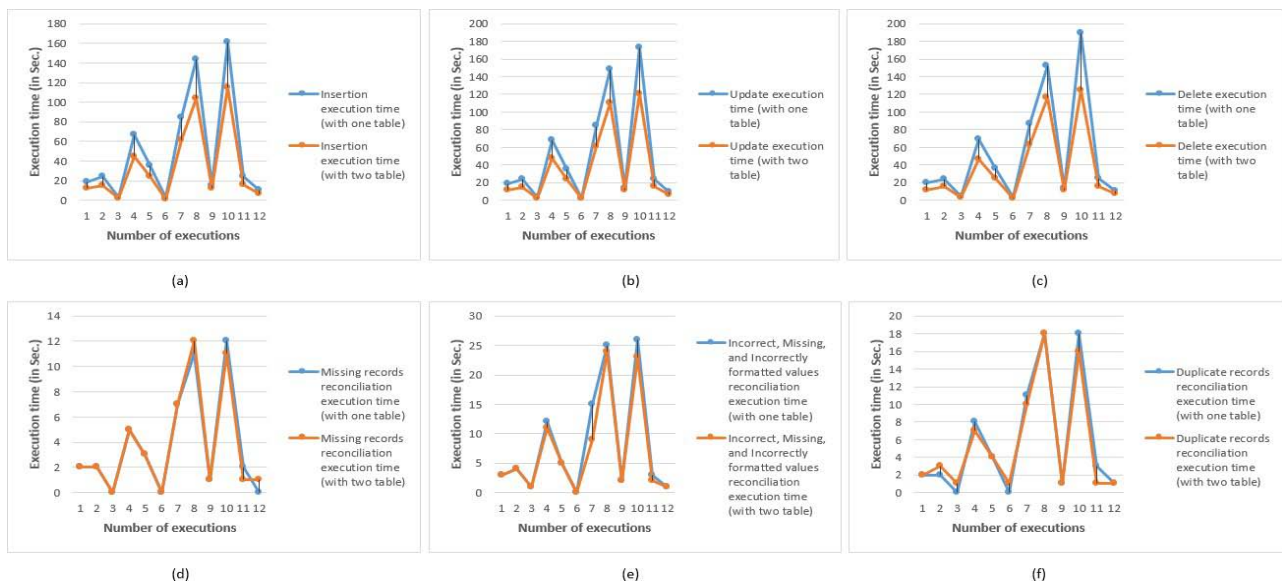 180
160
140
120
100
80
60
40
20
0
Execution time (in Sec.)
1 2 3 4 5 6 7 8 9 10 11 12
Number of executions
Insertion
execution time
(with one table)
Insertion
execution time
(with two table)
(a)
200
180
160
140
120
100
80
60
40
20
0
Execution time (in Sec.)
1 2 3 4 5 6 7 8 9 10 11 12
Number of executions
Update execution
time (with one
table)
Update execution
time (with two
table)
(b)
200
180
160
140
120
100
80
60
40
20
0
Execution time (in Sec.)
1 2 3 4 5 6 7 8 9 10 11 12
Number of executions
Delete execution
time (with one
table)
Delete execution
time (with two
table)
(c)
14
12
10
8
6
4
2
0
Execution time (in Sec.)
1 2 3 4 5 6 7 8 9 10 11 12
Number of executions
Missing records
reconciliation
execution time
(with one table)
Missing records
reconciliation
execution time
(with two table)
(d)
30
25
20
15
10
5
0
Execution time (in Sec.)
1 2 3 4 5 6 7 8 9 10 11 12
Number of executions
Incorrect, Missing,
and Incorrectly
formatted values
reconciliation
execution time
(with one table)
Incorrect, Missing,
and Incorrectly
formatted values
reconciliation
execution time
(with two table)
(e)
20
18
16
14
12
10
8
6
4
2
0
Execution time (in Sec.)
1 2 3 4 5 6 7 8 9 10 11 12
Number of executions
Duplicate records
reconciliation
execution time
(with one table)
Duplicate records
reconciliation
execution time
(with two table)
(f)